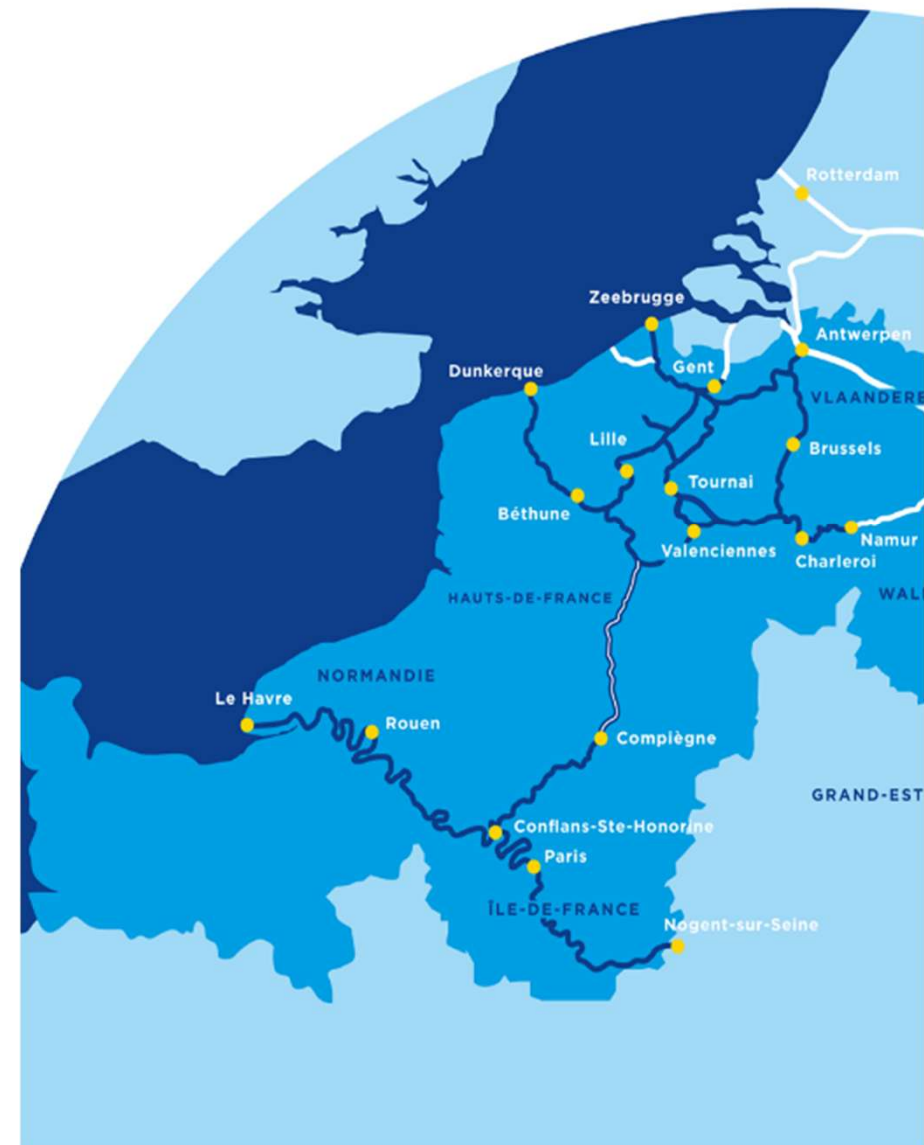 Rotterdam
Zeebrugge
Antwerpen
Dunkerque
Gent
VLAANDERE
Lille
Brussels
Tournai
Béthune
Valenciennes
Namur
Charleroi
HAUTS-DE-FRANCE
WALL
NORMANDIE
Le Havre
Rouen
Compiègne
GRAND-EST
Conflans-Ste-Honorine
Paris
ÎLE-DE-FRANCE
Nogent-sur-Seine